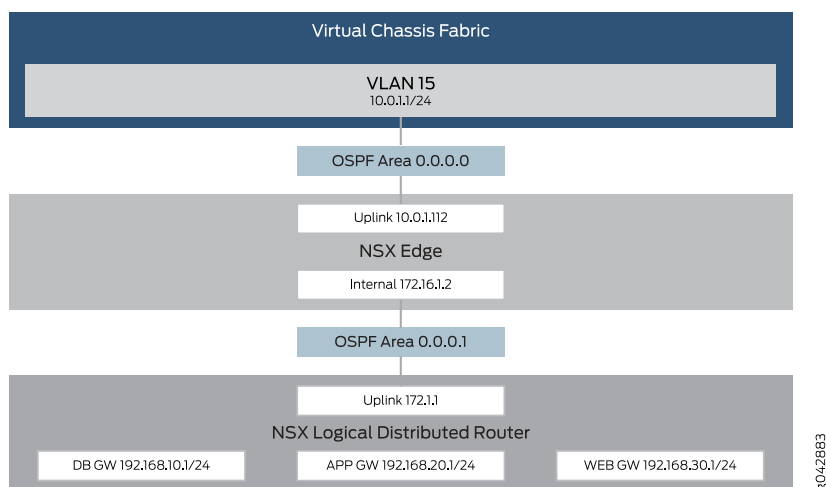 Virtual Chassis Fabric
VLAN 15
10.0.1.1/24
OSPF Area 0.0.0.0
Uplink 10.0.1.112
NSX Edge
Internal 172.16.1.2
OSPF Area 0.0.0.1
Uplink 172.1.1
NSX Logical Distributed Router
DB GW 192.168.10.1/24
APP GW 192.168.20.1/24
WEB GW 192.168.30.1/24
g042883